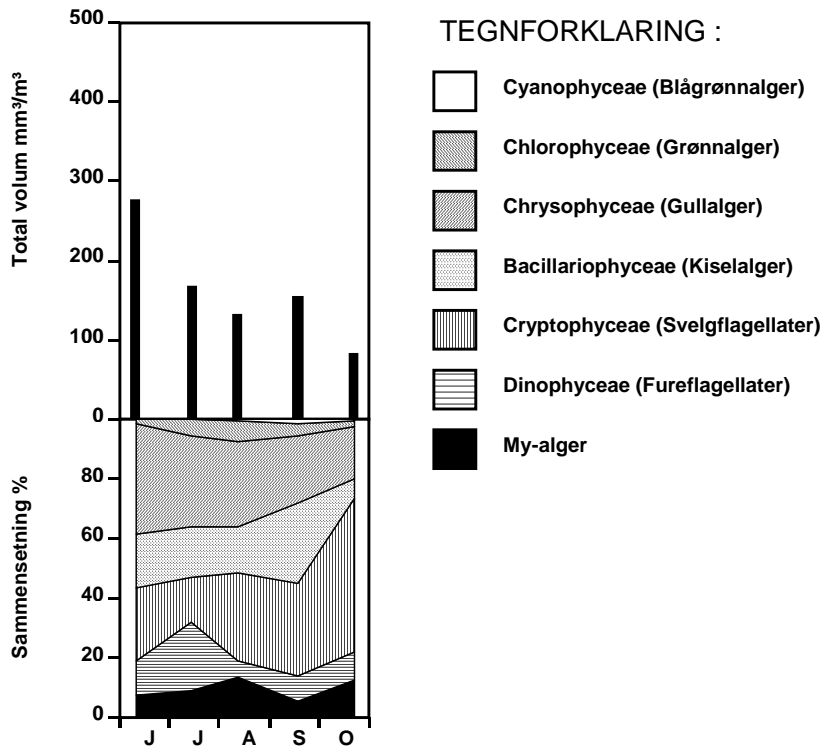 500
400
300
200
100
0
Total volum mm³/m³
80
60
40
20
0
Sammensetning %
J J A S O
TEGNFORKLARING :
Cyanophyceae (Blågrønnalger)
Chlorophyceae (Grønnalger)
Chrysophyceae (Gullalger)
Bacillariophyceae (Kiselalger)
Cryptophyceae (Svelgflagellater)
Dinophyceae (Fureflagellater)
My-alger